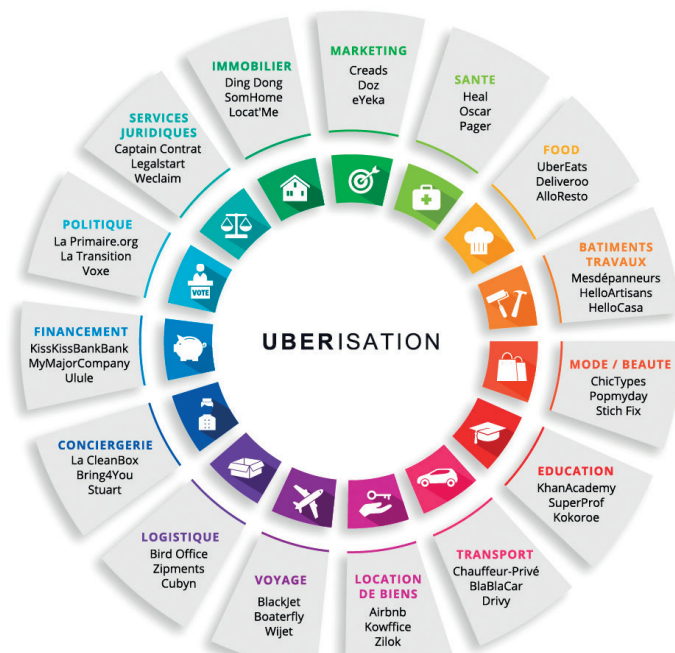 MARKETING
Creads
Doz
eYeka
SANTE
Heal
Oscar
Pager
FOOD
UberEats
Deliveroo
AlloResto
BATIMENTS
TRAVAUX
Mesdépanneurs
HelloArtisans
HelloCasa
MODE / BEAUTE
ChicTypes
Popmyday
Stich Fix
EDUCATION
KhanAcademy
SuperProf
Kokoroe
TRANSPORT
Chauffeur-Privé
BlaBlaCar
Drivy
LOCATION
DE BIENS
Airbnb
Kowffice
Zilok
VOYAGE
BlackJet
Boaterfly
Wijet
LOGISTIQUE
Bird Office
Zipments
Cubyn
CONCIERGERIE
La CleanBox
Bring4You
Stuart
FINANCEMENT
KissKissBankBank
MyMajorCompany
Ulule
POLITIQUE
La Primaire.org
La Transition
Voxe
SERVICES
JURIDIQUES
Captain Contrat
Legalstart
Weclaim
IMMOBILIER
Ding Dong
SomHome
Locat'Me
VOTE
UBERISATION